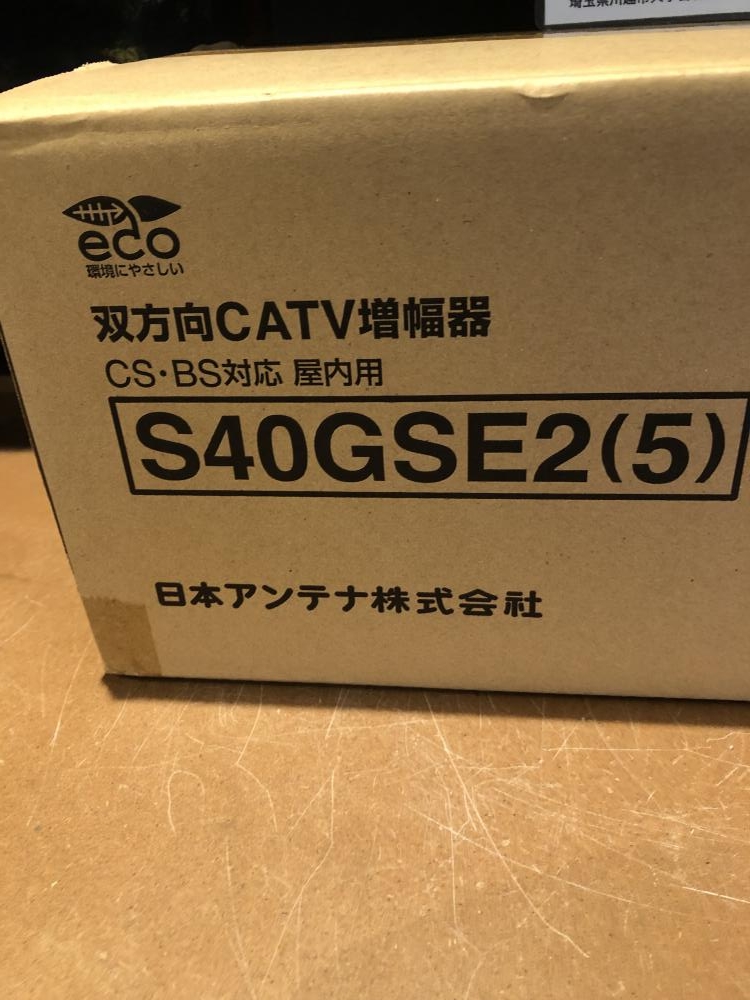 eco
環境にやさしい
双方向CATV増幅器
CS・BS対応 屋内用
S40GSE2(5)
日本アンテナ株式会社